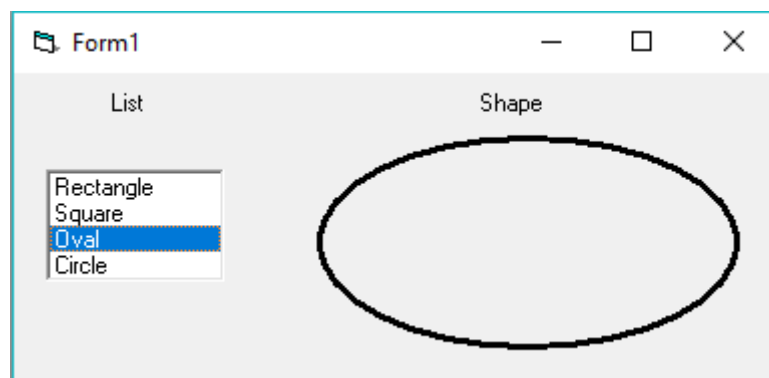 Form1
List
Shape
Rectangle
Square
Oval
Circle